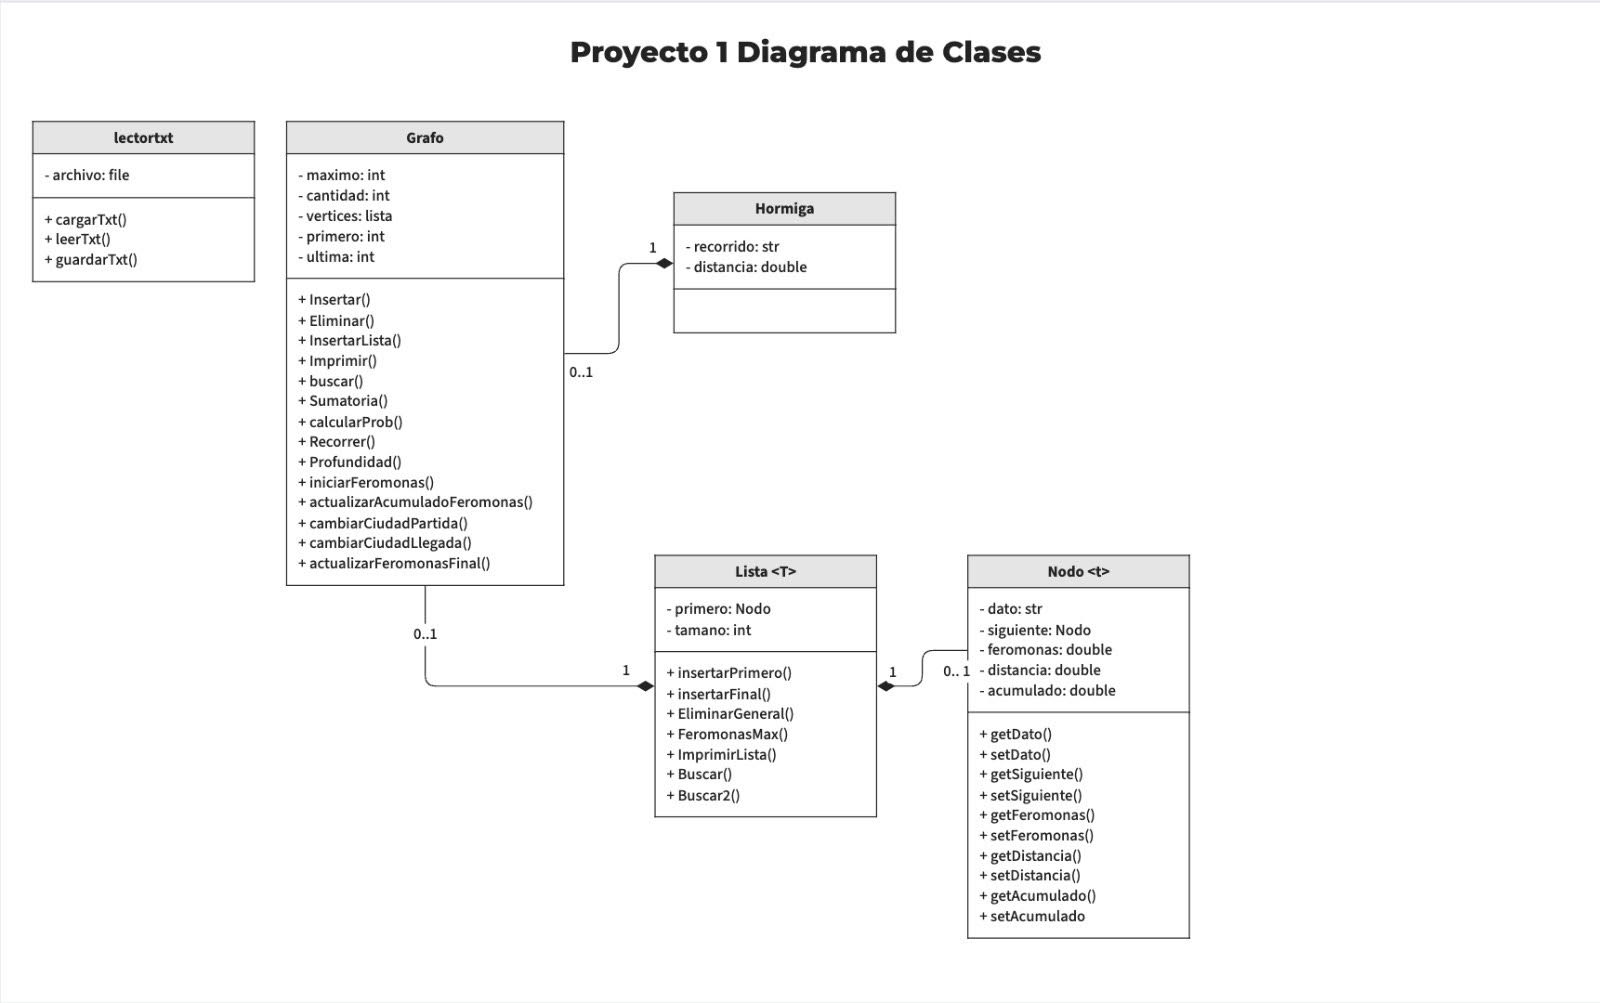 Proyecto 1 Diagrama de Clases
lectortxt
- archivo: file
+ cargarTxt()
+ leerTxt()
+ guardarTxt()
Grafo
- maximo: int
- cantidad: int
- vertices: lista
- primero: int
- ultima: int
+ Insertar()
+ Eliminar()
+ InsertarLista()
+ Imprimir()
+ buscar()
+ Sumatoria()
+ calcularProb()
+ Recorrer()
+ Profundidad()
+ iniciarFeromonas()
+ actualizarAcumuladoFeromonas()
+ cambiarCiudadPartida()
+ cambiarCiudadLlegada()
+ actualizarFeromonasFinal()
1
0..1
Hormiga
- recorrido: str
- distancia: double
0..1
1
Lista <T>
- primero: Nodo
- tamano: int
+ insertarPrimero()
+ insertarFinal()
+ EliminarGeneral()
+ FeromonasMax()
+ ImprimirLista()
+ Buscar()
+ Buscar2()
1
0.. 1
Nodo <t>
- dato: str
- siguiente: Nodo
- feromonas: double
- distancia: double
- acumulado: double
+ getDato()
+ setDato()
+ getSiguiente()
+ setSiguiente()
+ getFeromonas()
+ setFeromonas()
+ getDistancia()
+ setDistancia()
+ getAcumulado()
+ setAcumulado